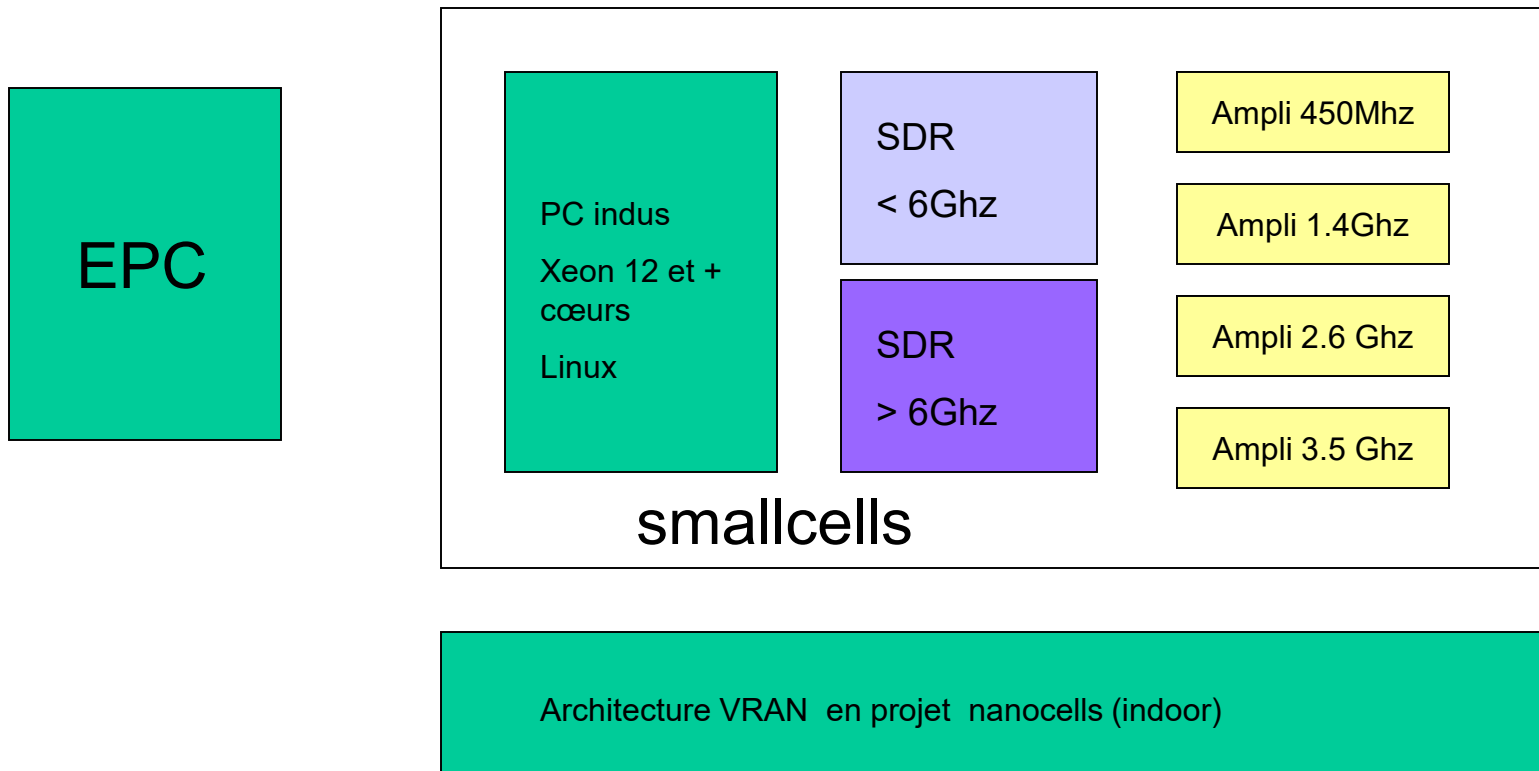 EPC
PC indus
Xeon 12 et +
cœurs
Linux
SDR
< 6Ghz
SDR
> 6Ghz
Ampli 450Mhz
Ampli 1.4Ghz
Ampli 2.6 Ghz
Ampli 3.5 Ghz
smallcells
Architecture VRAN en projet nanocells (indoor)